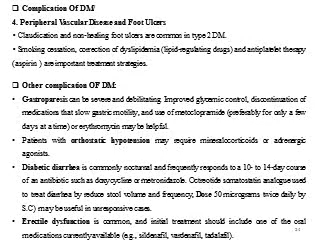 ❑ Complication Of DM'
4. Peripheral Vascular Disease and Foot Ulcers
• Claudication and non-healing foot ulcers are common in type 2 DM.
• Smoking cessation, correction of dyslipidemia (lipid-regulating drugs) and antiplatelet therapy
(aspirin ) are important treatment strategies.
❑ Other complication OF DM:
• Gastroparesis can be severe and debilitating. Improved glycemic control, discontinuation of
medications that slow gastric motility, and use of metoclopramide (preferably for only a few
days at a time) or erythromycin may be helpful.
• Patients with orthostatic hypotension may require mineralocorticoids or adrenergic
agonists.
• Diabetic diarrhea is commonly nocturnal and frequently responds to a 10- to 14-day course
of an antibiotic such as doxycycline or metronidazole. Octreotide somatostatin analogue used
to treat diarrhea by reduce stool volume and frequency, Dose 50 micrograms twice daily by
S.C) may be useful in unresponsive cases.
• Erectile dysfunction is common, and initial treatment should include one of the oral
medications currently available (e.g., sildenafil, vardenafil, tadalafil).